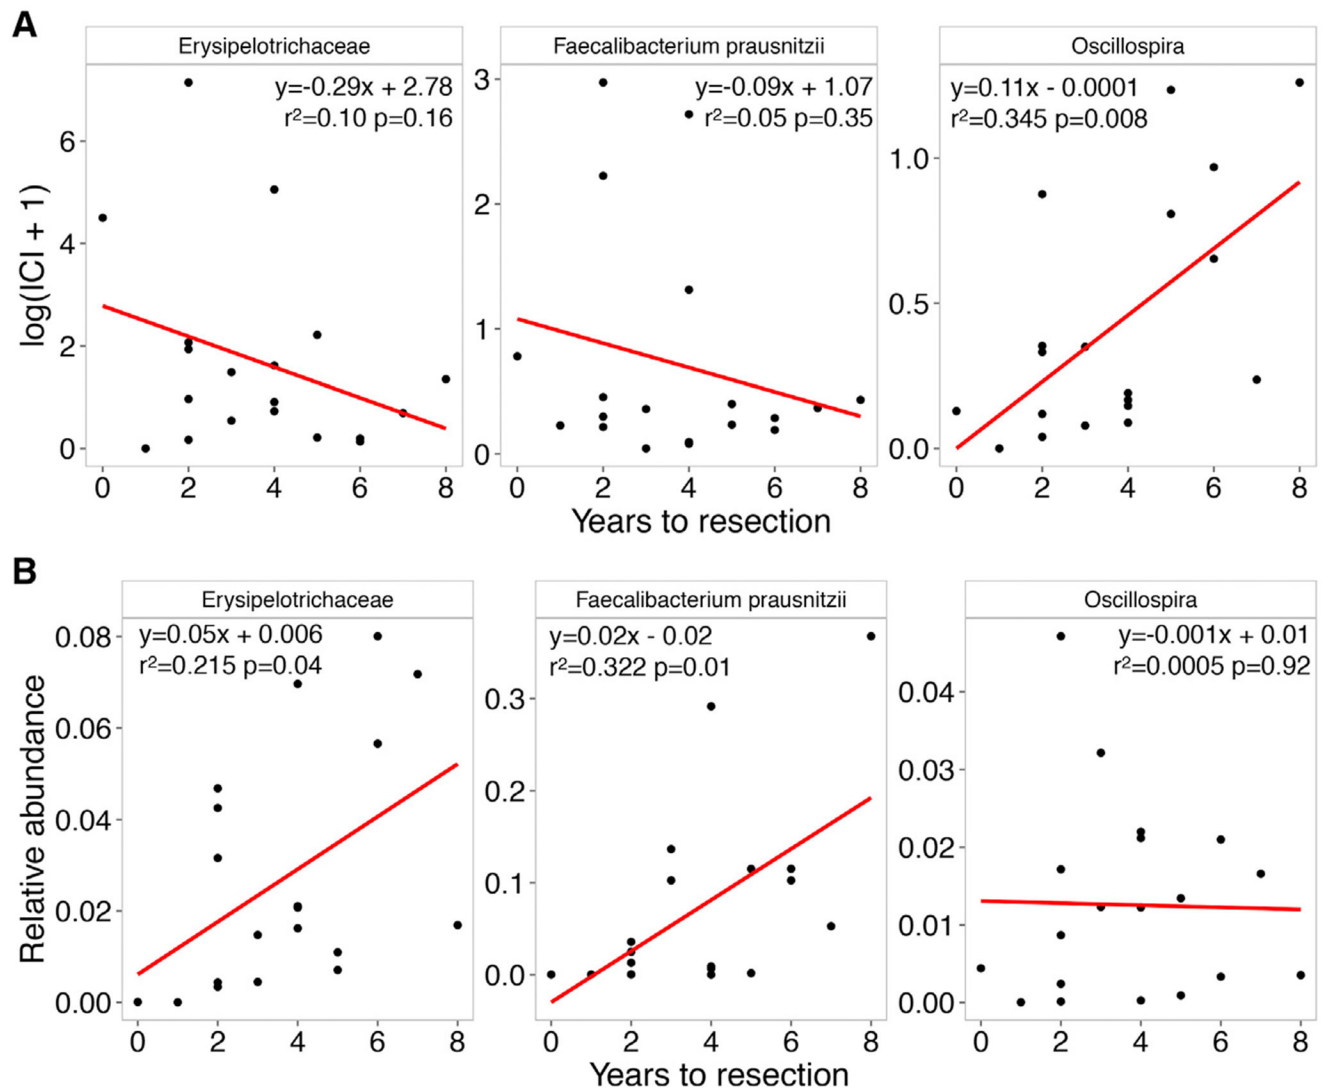 A
Erysipelotrichaceae
Faecalibacterium prausnitzii
Oscillospira
y=-0.29x + 2.78
r²=0.10 p=0.16
y=-0.09x + 1.07
r²=0.05 p=0.35
y=0.11x - 0.0001
r²=0.345 p=0.008
log(ICI + 1)
6
4
2
0
3
2
1
0
1.0
0.5
0.0
0 2 4 6 8
0 2 4 6 8
0 2 4 6 8
Years to resection
B
Erysipelotrichaceae
Faecalibacterium prausnitzii
Oscillospira
y=0.05x + 0.006
r²=0.215 p=0.04
y=0.02x - 0.02
r²=0.322 p=0.01
y=-0.001x + 0.01
r²=0.0005 p=0.92
Relative abundance
0.08
0.06
0.04
0.02
0.00
0.3
0.2
0.1
0.0
0.04
0.03
0.02
0.01
0.00
0 2 4 6 8
0 2 4 6 8
0 2 4 6 8
Years to resection